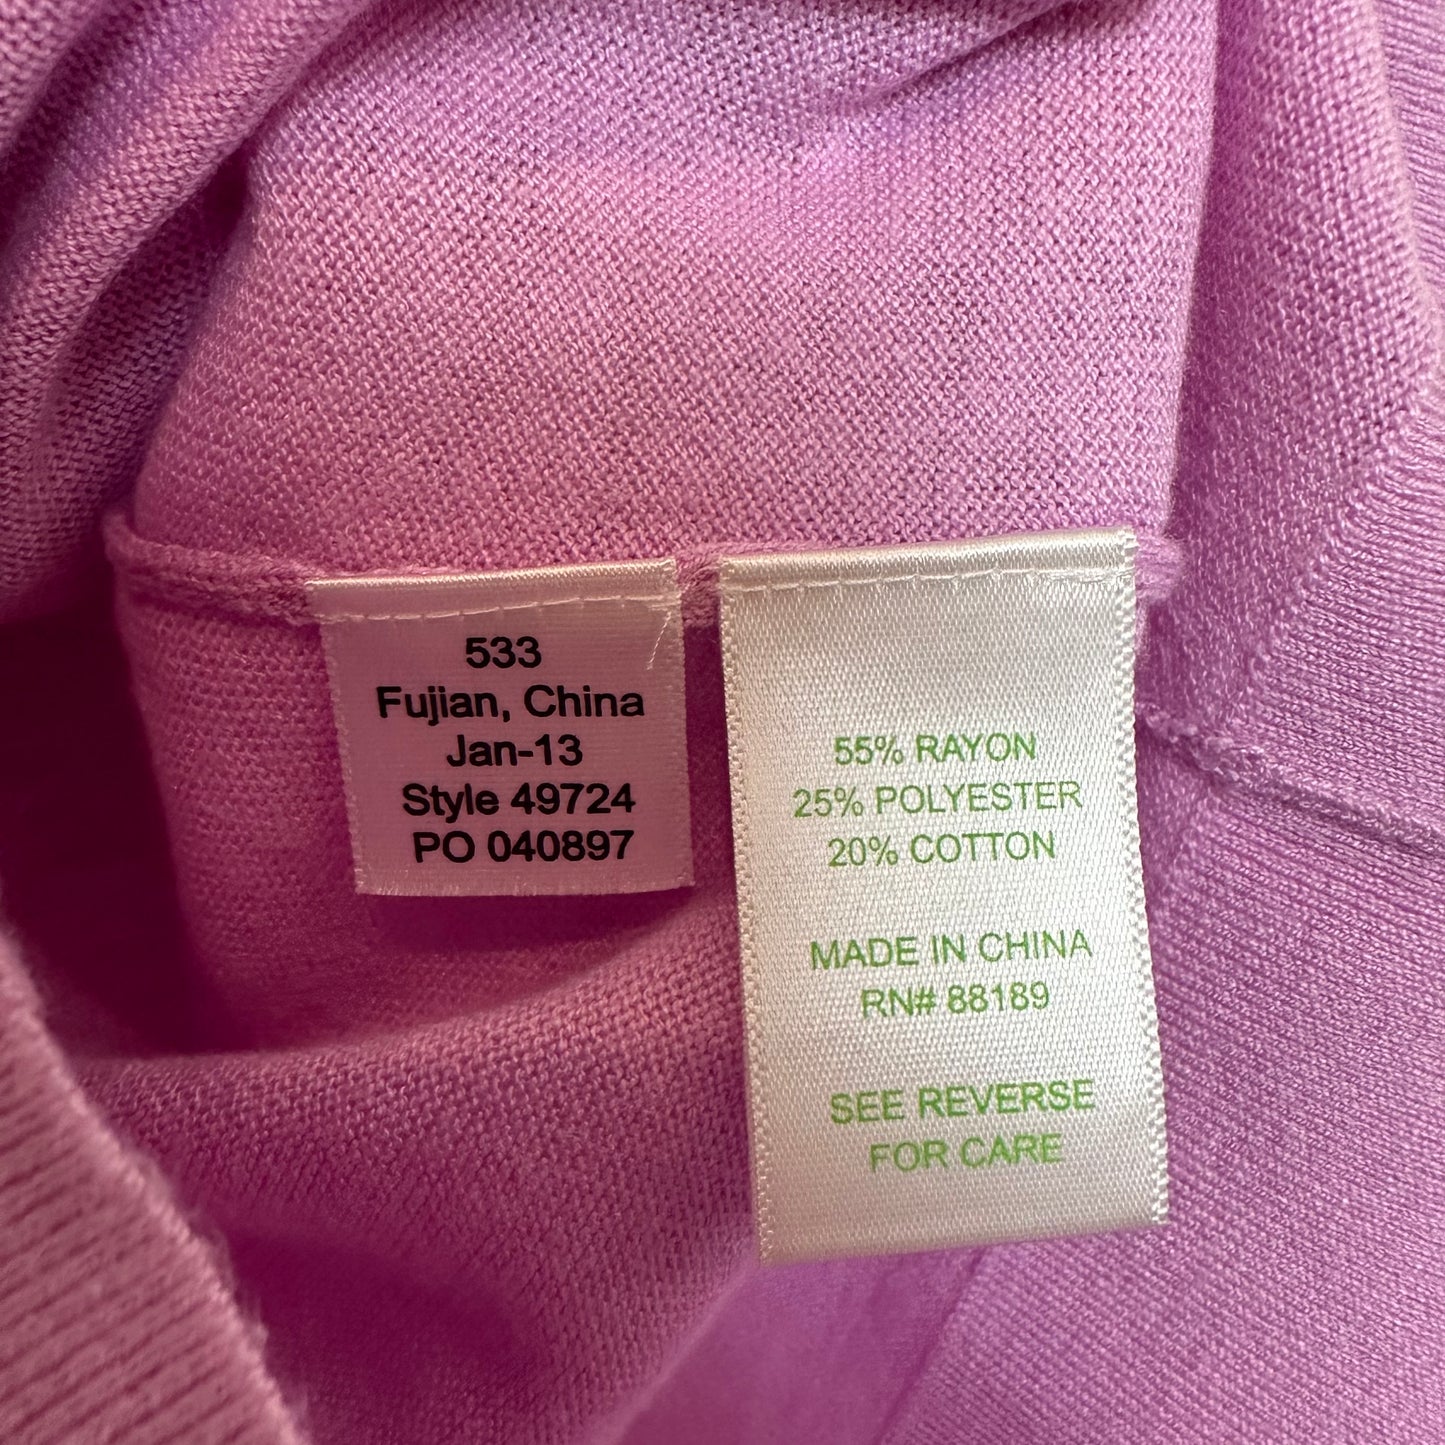 533
Fujian, China
Jan-13
Style 49724
PO 040897
55% RAYON
25% POLYESTER
20% COTTON
MADE IN CHINA
RN# 88189
SEE REVERSE
FOR CARE